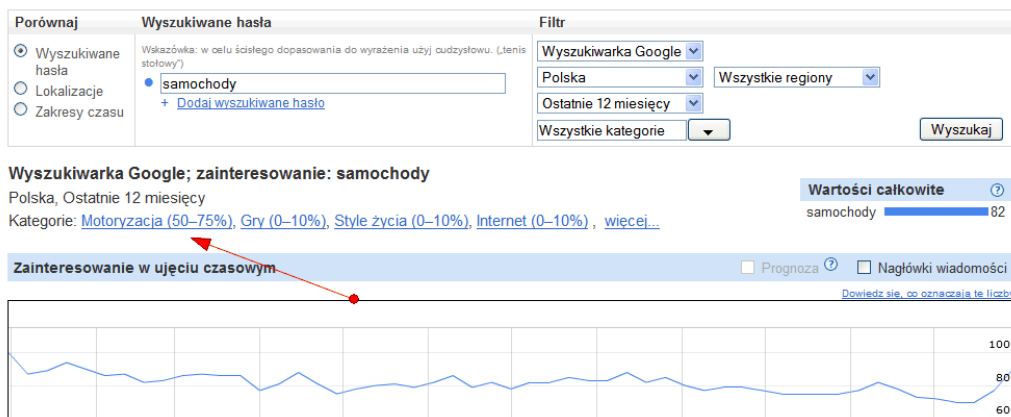 Porównaj Wyszukiwane hasła Filtr
Wyszukiwane hasła
Lokalizacje
Zakresy czasu
Wskazówka: w celu ścisłego dopasowania do wyrażenia użyj cudzysłowu. („tenis
stołowy”)
samochody
+ Dodaj wyszukiwane hasło
Wyszukiwarka Google
Polska Wszystkie regiony
Ostatnie 12 miesięcy
Wszystkie kategorie Wyszukaj
Wyszukiwarka Google; zainteresowanie: samochody
Polska, Ostatnie 12 miesięcy
Kategorie: Motoryzacja (50–75%), Gry (0–10%), Style życia (0–10%), Internet (0–10%) , więcej...
Wartości całkowite ?
samochody 82
Zainteresowanie w ujęciu czasowym Prognoza ? Nagłówki wiadomości
Dowiedz się, co oznaczają te liczby
100
80
60